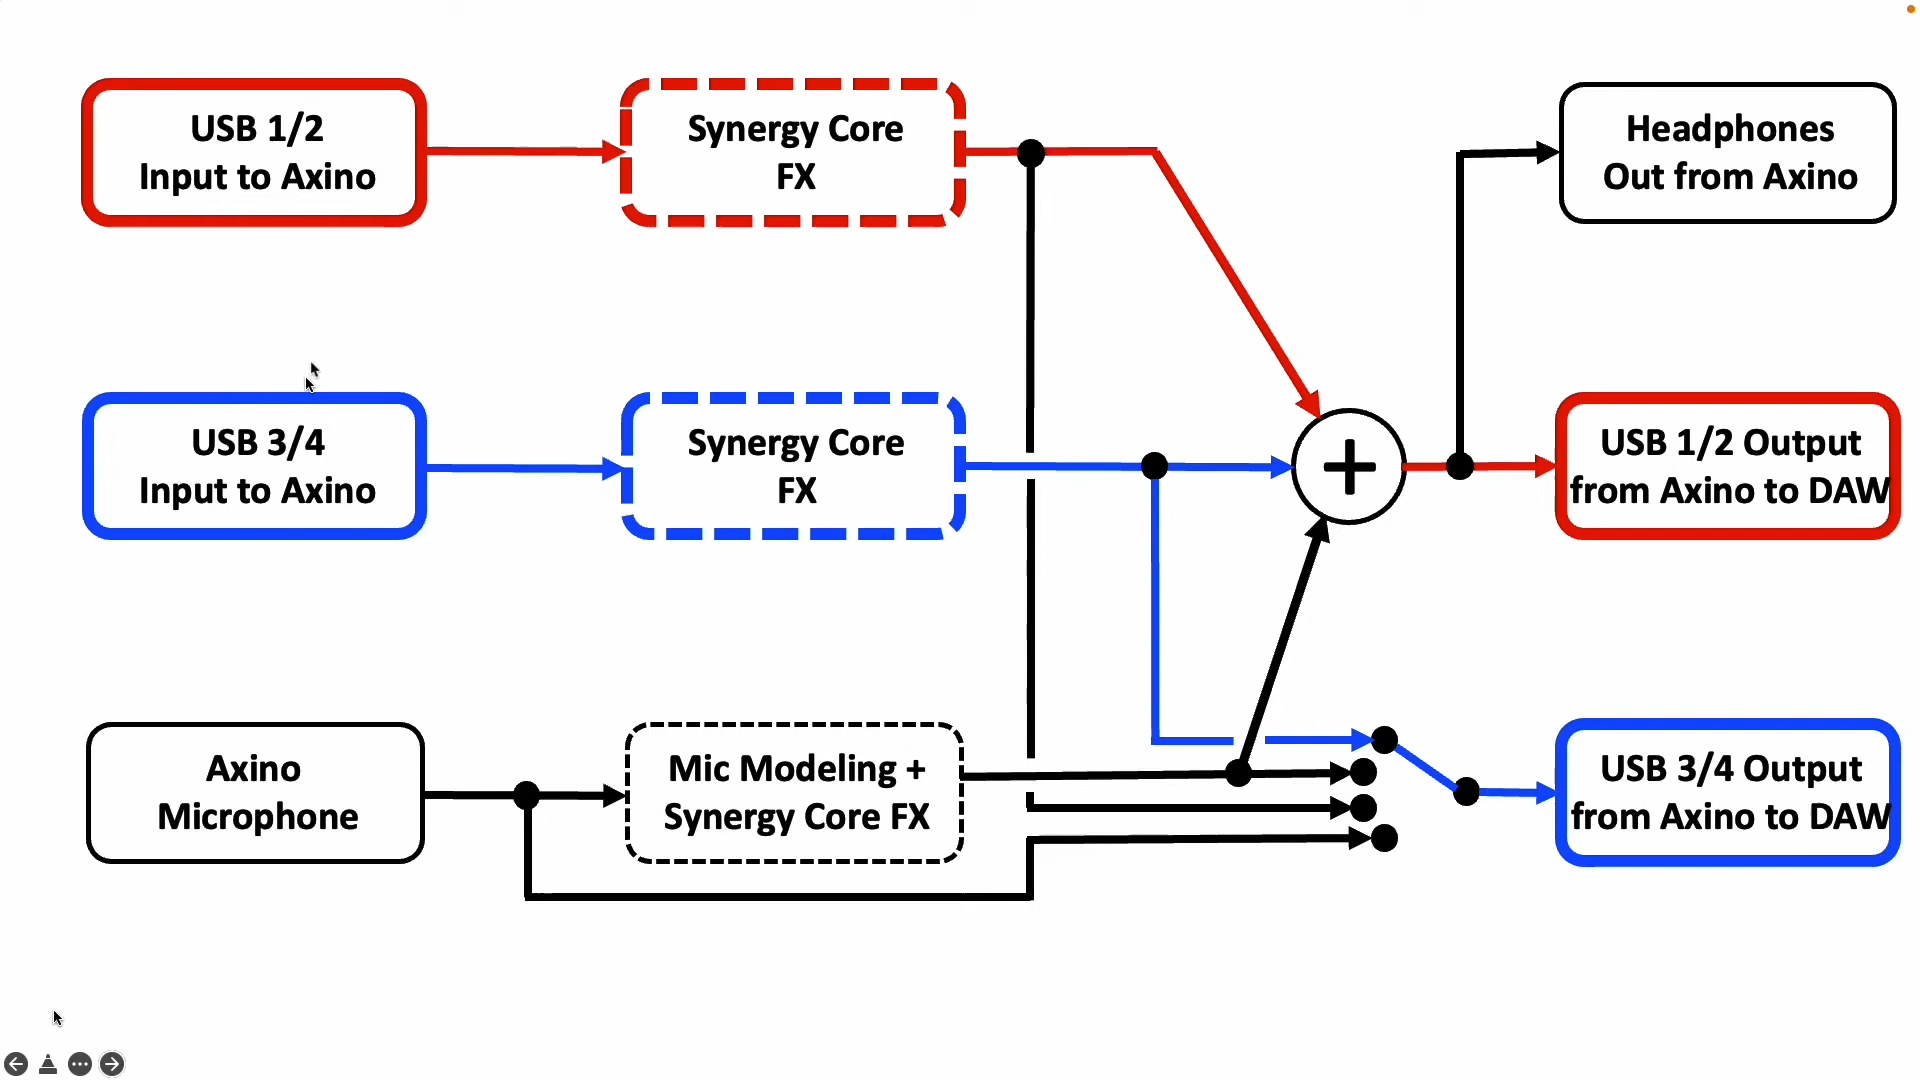 USB 1/2
Input to Axino
Synergy Core
FX
Headphones
Out from Axino
USB 3/4
Input to Axino
Synergy Core
FX
+
USB 1/2 Output
from Axino to DAW
Axino
Microphone
Mic Modeling +
Synergy Core FX
USB 3/4 Output
from Axino to DAW